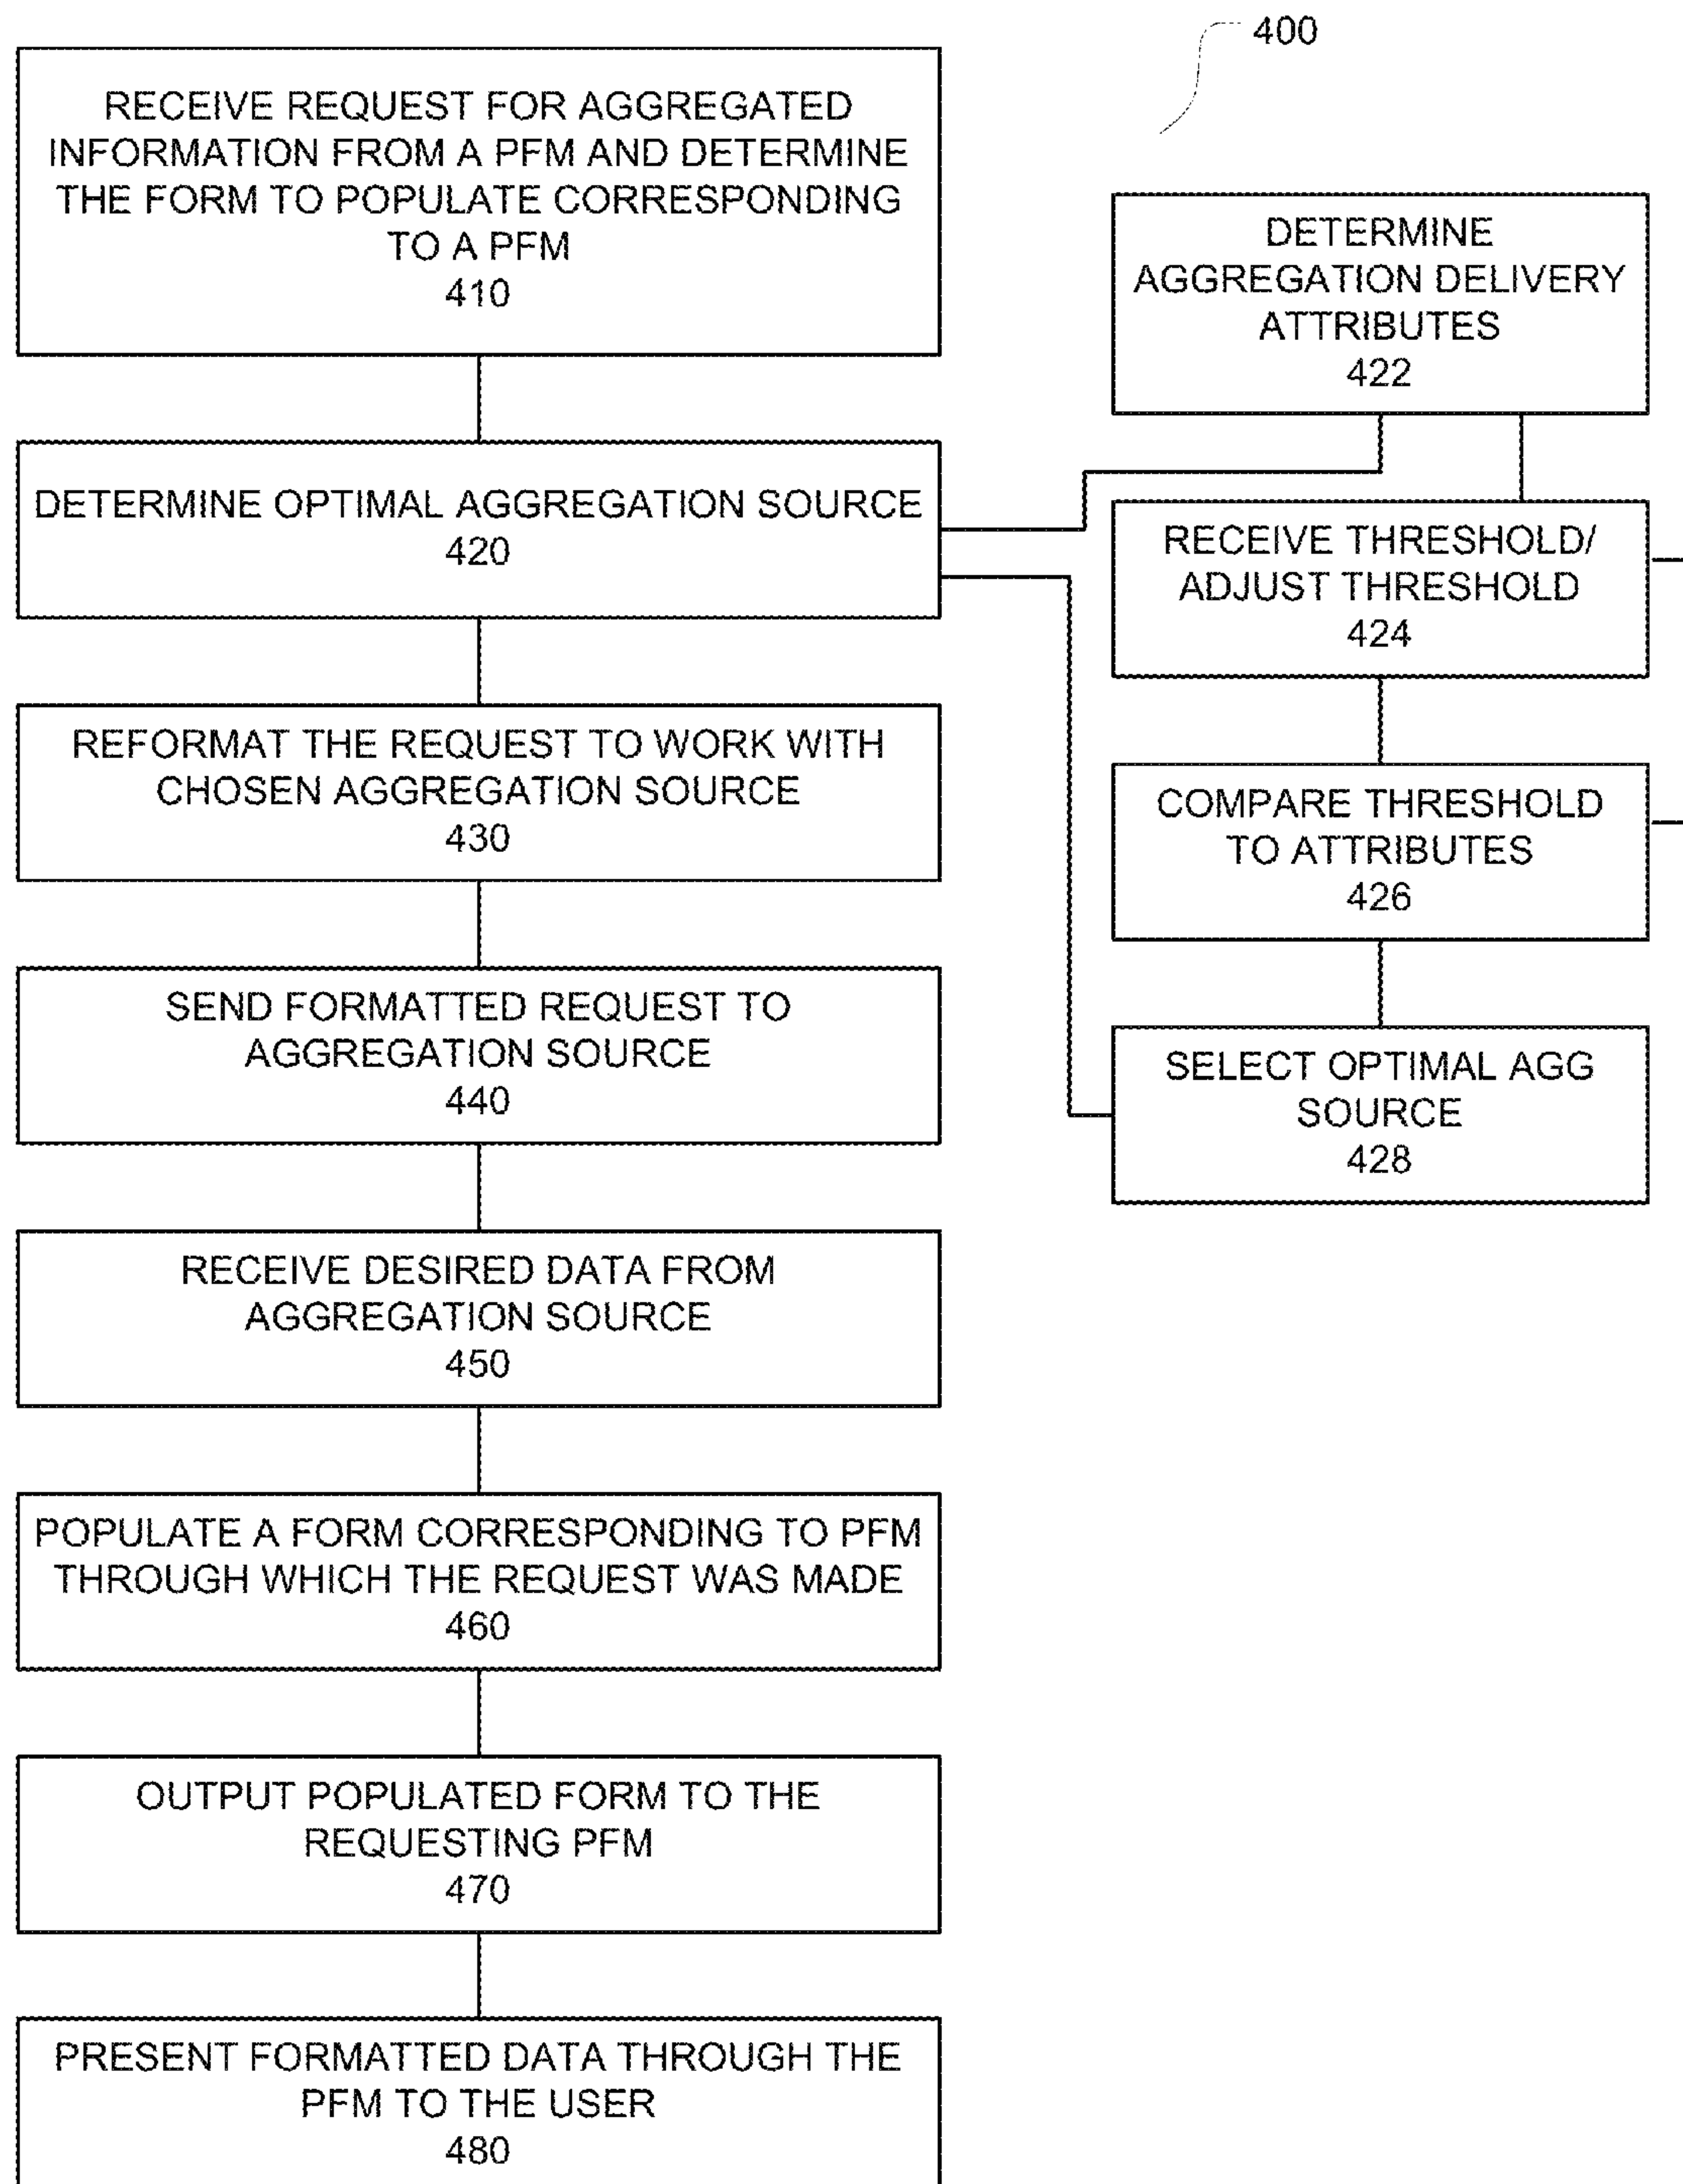 400
RECEIVE REQUEST FOR AGGREGATED
INFORMATION FROM A PFM AND DETERMINE
THE FORM TO POPULATE CORRESPONDING
TO A PFM
410
DETERMINE OPTIMAL AGGREGATION SOURCE
420
REFORMAT THE REQUEST TO WORK WITH
CHOSEN AGGREGATION SOURCE
430
SEND FORMATTED REQUEST TO
AGGREGATION SOURCE
440
RECEIVE DESIRED DATA FROM
AGGREGATION SOURCE
450
POPULATE A FORM CORRESPONDING TO PFM
THROUGH WHICH THE REQUEST WAS MADE
460
OUTPUT POPULATED FORM TO THE
REQUESTING PFM
470
PRESENT FORMATTED DATA THROUGH THE
PFM TO THE USER
480
DETERMINE
AGGREGATION DELIVERY
ATTRIBUTES
422
RECEIVE THRESHOLD/
ADJUST THRESHOLD
424
COMPARE THRESHOLD
TO ATTRIBUTES
426
SELECT OPTIMAL AGG
SOURCE
428